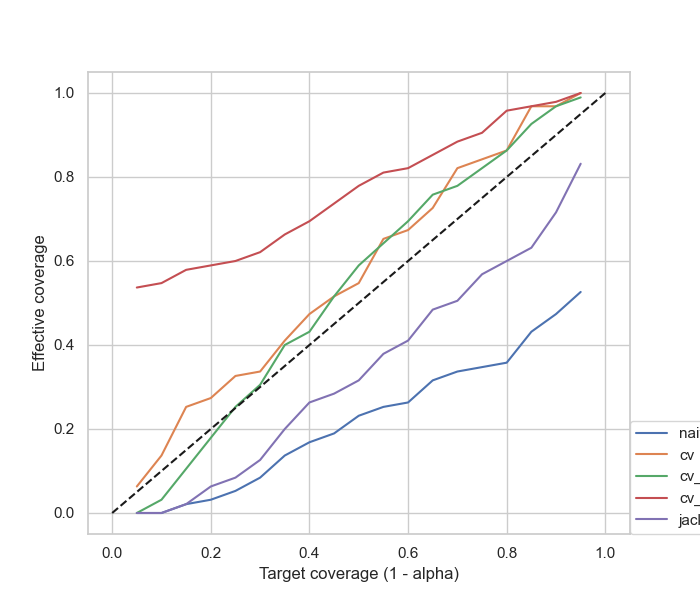 1.0
0.8
0.6
0.4
0.2
0.0
Effective coverage
0.0 0.2 0.4 0.6 0.8 1.0
Target coverage (1 - alpha)
nai
cv
cv_
cv_
jacl